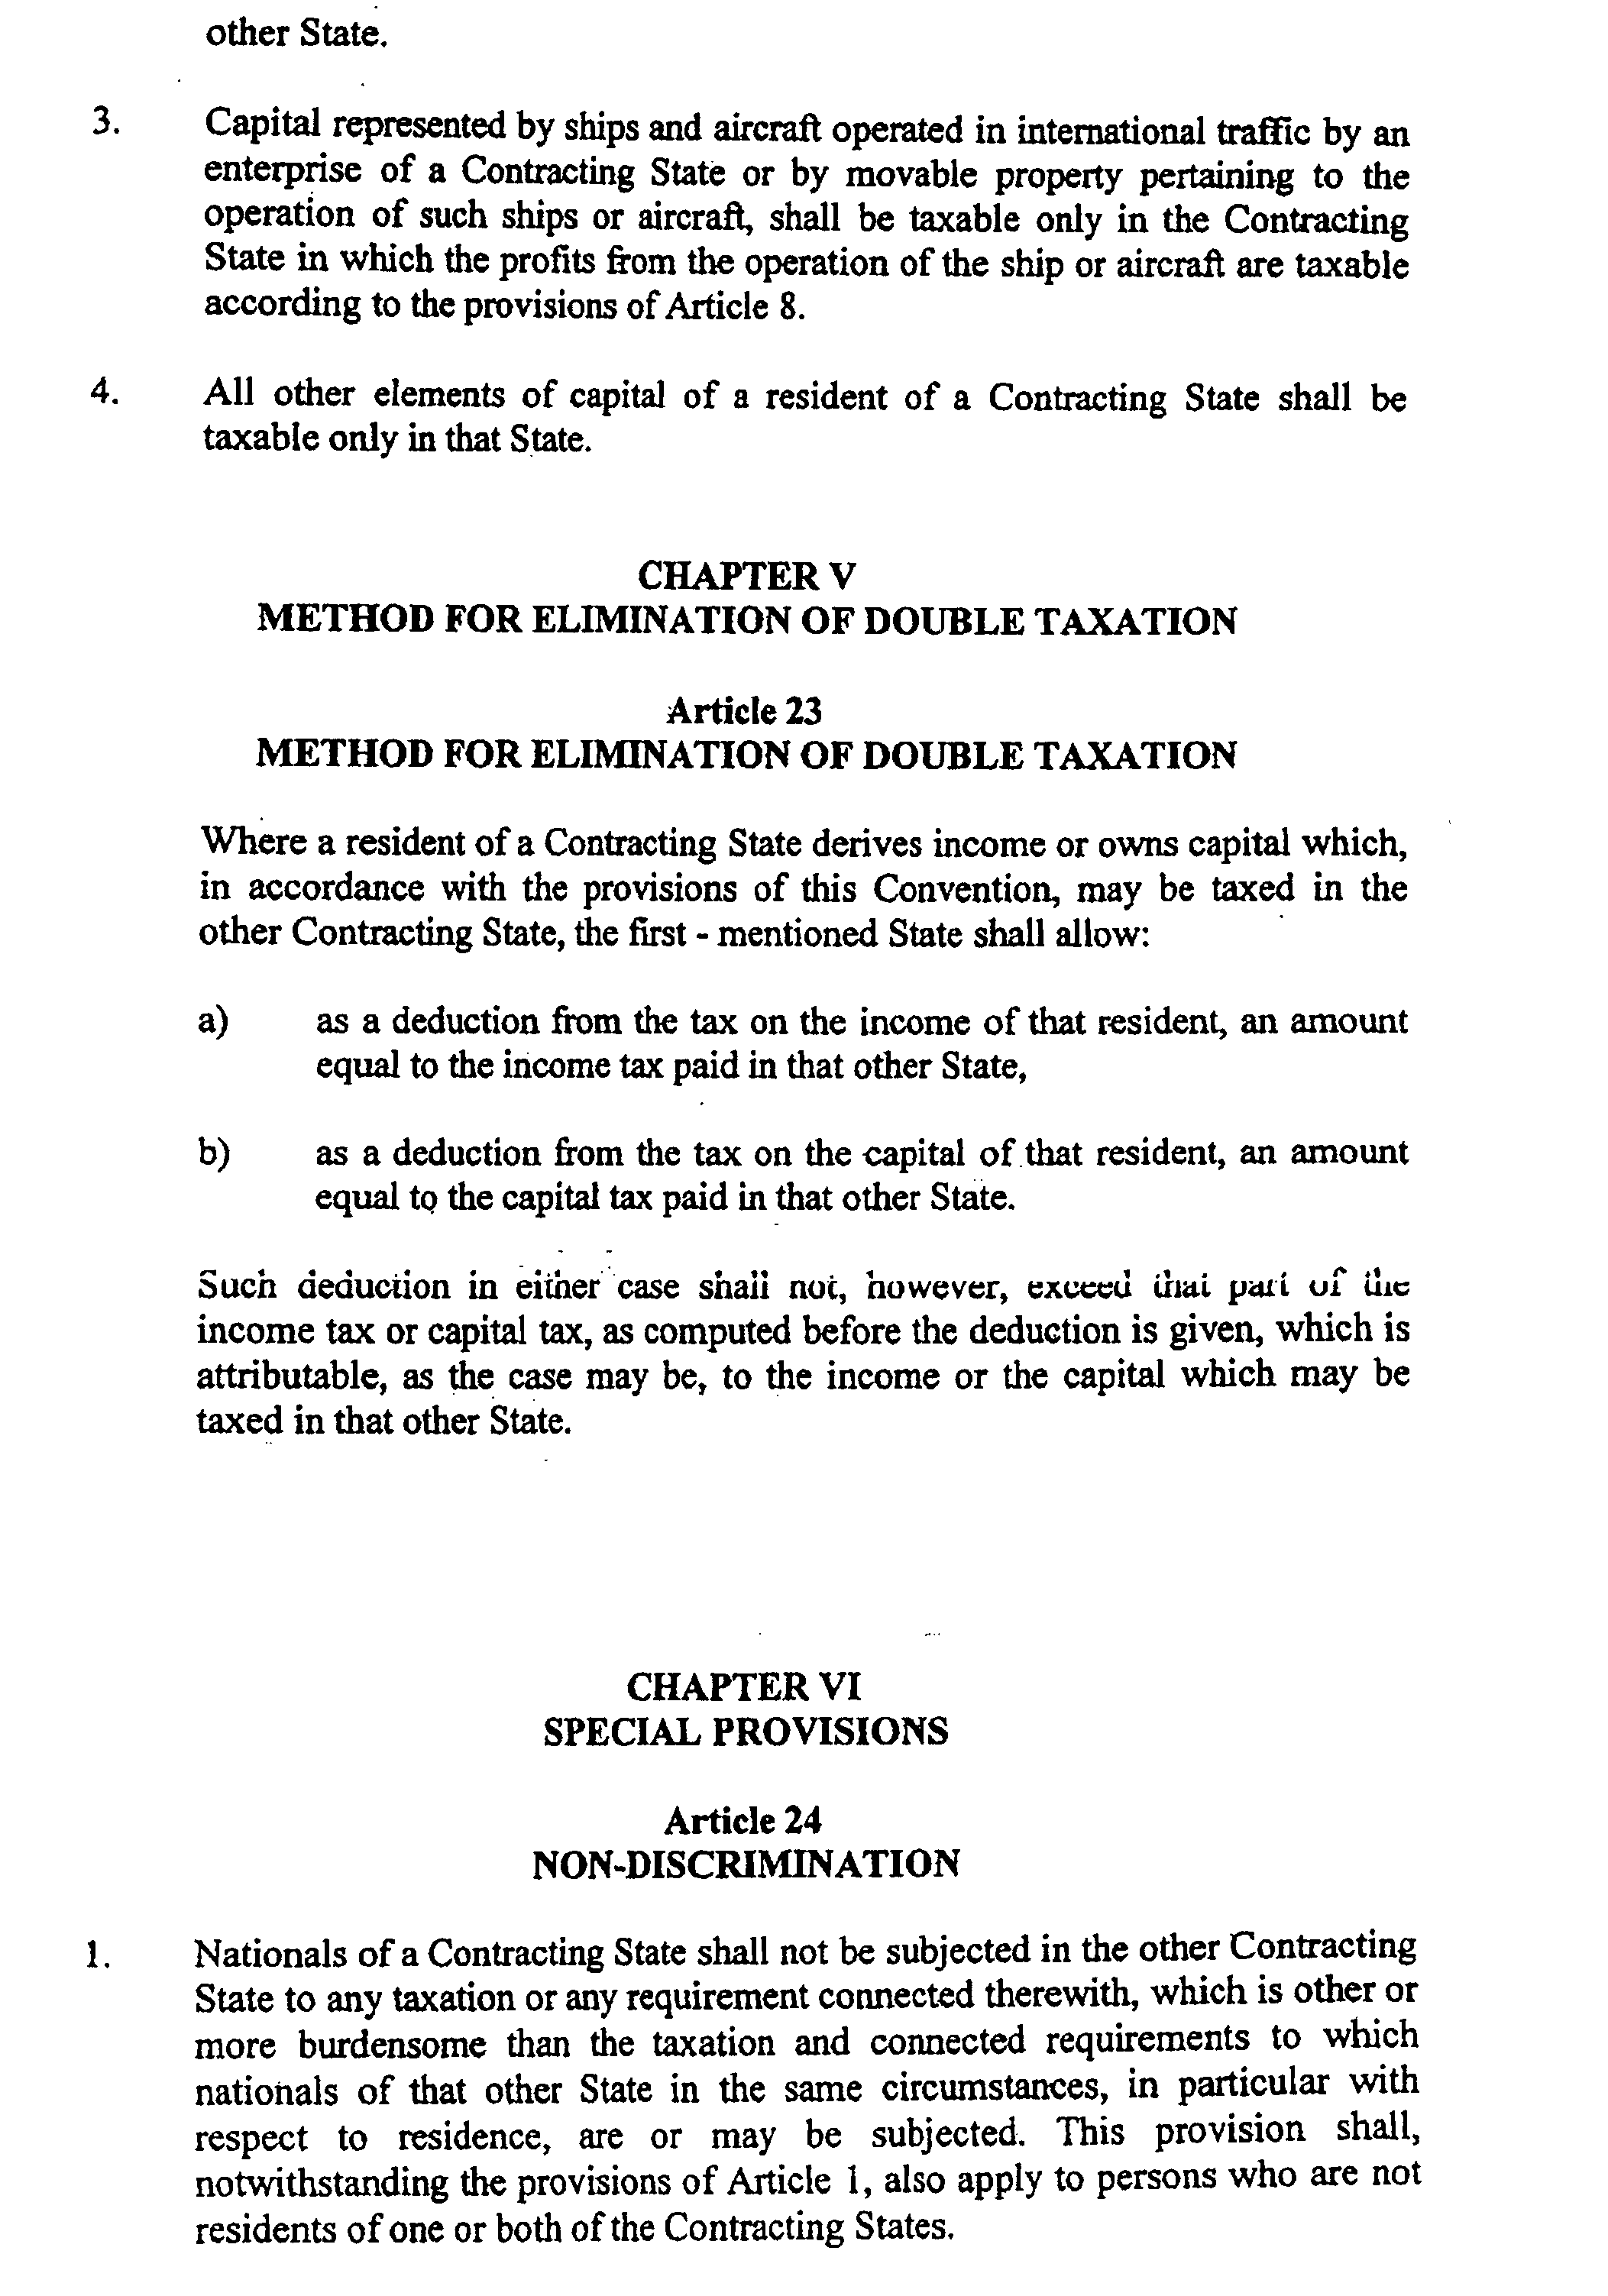 other State.
3. Capital represented by ships and aircraft operated in international traffic by an
enterprise of a Contracting State or by movable property pertaining to the
operation of such ships or aircraft, shall be taxable only in the Contracting
State in which the profits from the operation of the ship or aircraft are taxable
according to the provisions of Article 8.
4. All other elements of capital of a resident of a Contracting State shall be
taxable only in that State.
CHAPTER V
METHOD FOR ELIMINATION OF DOUBLE TAXATION
Article 23
METHOD FOR ELIMINATION OF DOUBLE TAXATION
Where a resident of a Contracting State derives income or owns capital which,
in accordance with the provisions of this Convention, may be taxed in the
other Contracting State, the first - mentioned State shall allow:
a) as a deduction from the tax on the income of that resident, an amount
equal to the income tax paid in that other State,
b) as a deduction from the tax on the capital of that resident, an amount
equal to the capital tax paid in that other State.
Such deduction in either case shall not, however, exceed that part of the
income tax or capital tax, as computed before the deduction is given, which is
attributable, as the case may be, to the income or the capital which may be
taxed in that other State.
CHAPTER VI
SPECIAL PROVISIONS
Article 24
NON-DISCRIMINATION
1. Nationals of a Contracting State shall not be subjected in the other Contracting
State to any taxation or any requirement connected therewith, which is other or
more burdensome than the taxation and connected requirements to which
nationals of that other State in the same circumstances, in particular with
respect to residence, are or may be subjected. This provision shall,
notwithstanding the provisions of Article 1, also apply to persons who are not
residents of one or both of the Contracting States.